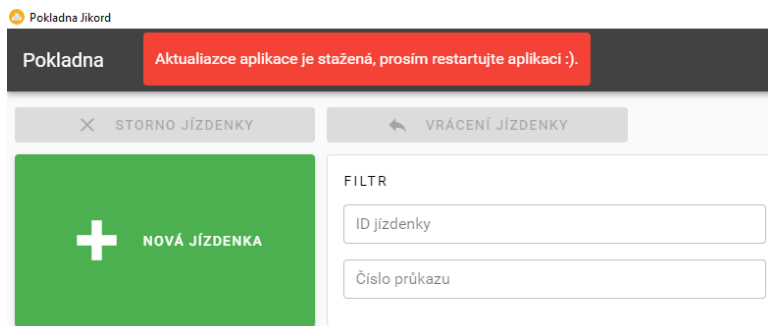 Pokladna Jikord
Pokladna
Aktualiazce aplikace je stažená, prosím restartujte aplikaci :).
STORNO JÍZDENKY
VRÁCENÍ JÍZDENKY
NOVÁ JÍZDENKA
FILTR
ID jízdenky
Číslo průkazu